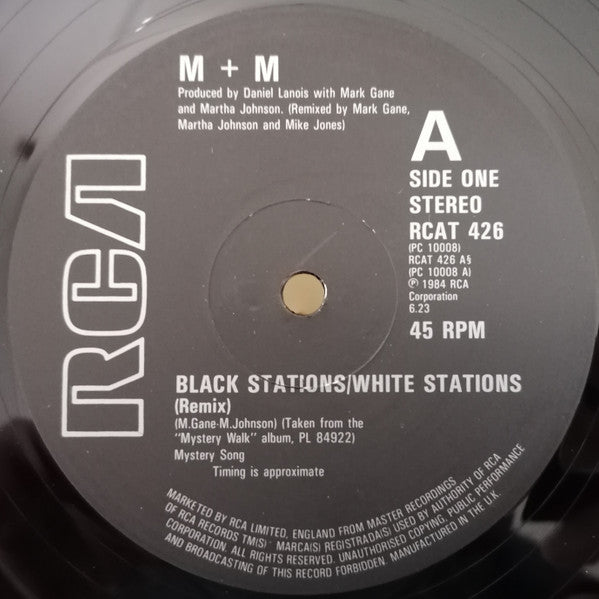 M + M
Produced by Daniel Lanois with Mark Gane
and Martha Johnson. (Remixed by Mark Gane,
Martha Johnson and Mike Jones)
A
SIDE ONE
STEREO
RCAT 426
(PC 10008)
RCAT 426 A§
(PC 10008 A)
℗ 1984 RCA
Corporation
6.23
45 RPM
RCA
BLACK STATIONS/WHITE STATIONS
(Remix)
(M.Gane-M.Johnson) (Taken from the
"Mystery Walk" album, PL 84922)
Mystery Song
Timing is approximate
MARKETED BY RCA LIMITED, ENGLAND FROM MASTER RECORDINGS
OF RCA RECORDS TM(S)· MARCA(S) REGISTRADA(S) USED BY AUTHORITY OF RCA
CORPORATION. ALL RIGHTS RESERVED. UNAUTHORISED COPYING, PUBLIC PERFORMANCE
AND BROADCASTING OF THIS RECORD FORBIDDEN. MANUFACTURED IN THE U.K